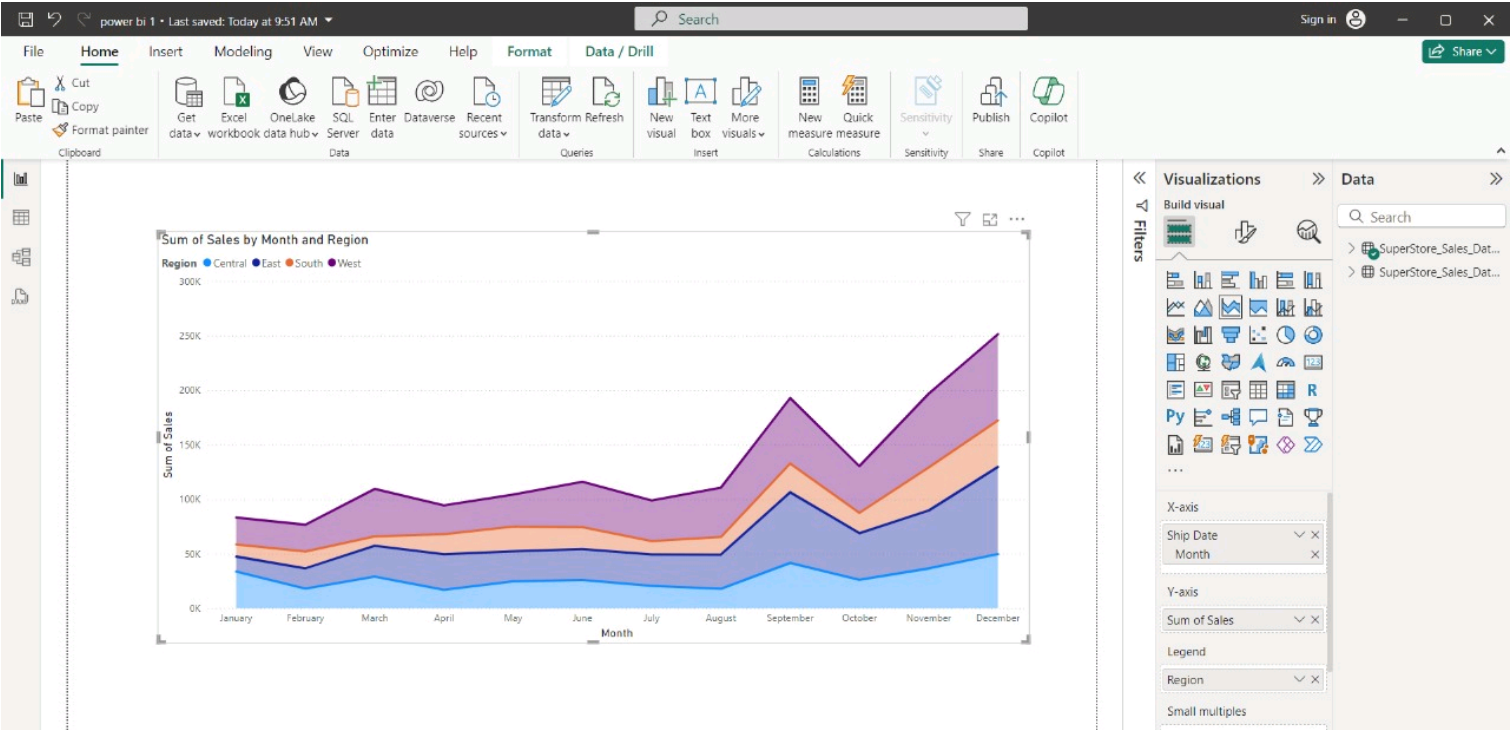 power bi 1 • Last saved: Today at 9:51 AM
Search
Sign in
File Home Insert Modeling View Optimize Help Format Data / Drill
Share
Paste
Cut
Copy
Format painter
Clipboard
Get data
Excel workbook
OneLake data hub
SQL Server
Enter data
Dataverse
Recent sources
Data
Transform data
Refresh
Queries
New visual
Text box
More visuals
Insert
New measure
Quick measure
Calculations
Sensitivity
Sensitivity
Publish
Share
Copilot
Copilot
Sum of Sales by Month and Region
Region Central East South West
300K
250K
200K
150K
100K
50K
0K
Sum of Sales
January February March April May June July August September October November December
Month
Filters
Visualizations
Build visual
123
R
Py
...
X-axis
Ship Date
Month
Y-axis
Sum of Sales
Legend
Region
Small multiples
Data
Search
SuperStore_Sales_Dat...
SuperStore_Sales_Dat...